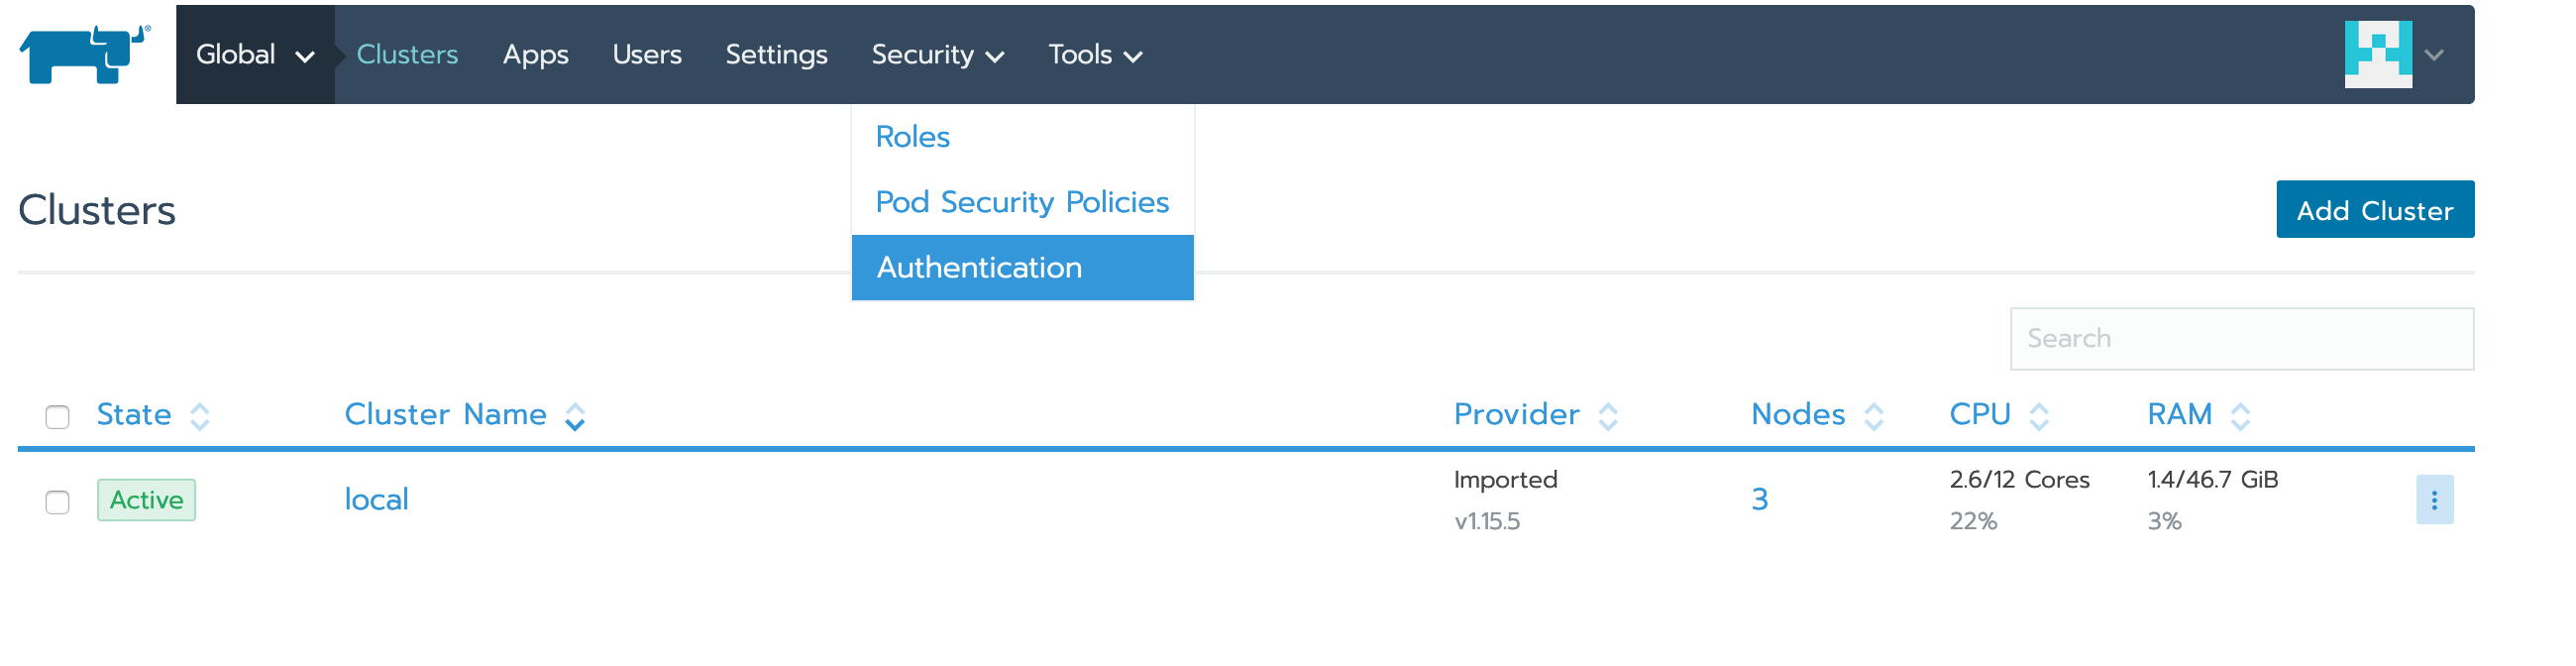 Global Clusters Apps Users Settings Security Tools
Roles
Pod Security Policies
Authentication
Clusters
Add Cluster
Search
State Cluster Name Provider Nodes CPU RAM
Active local Imported 3 2.6/12 Cores 1.4/46.7 GiB
v1.15.5 22% 3%